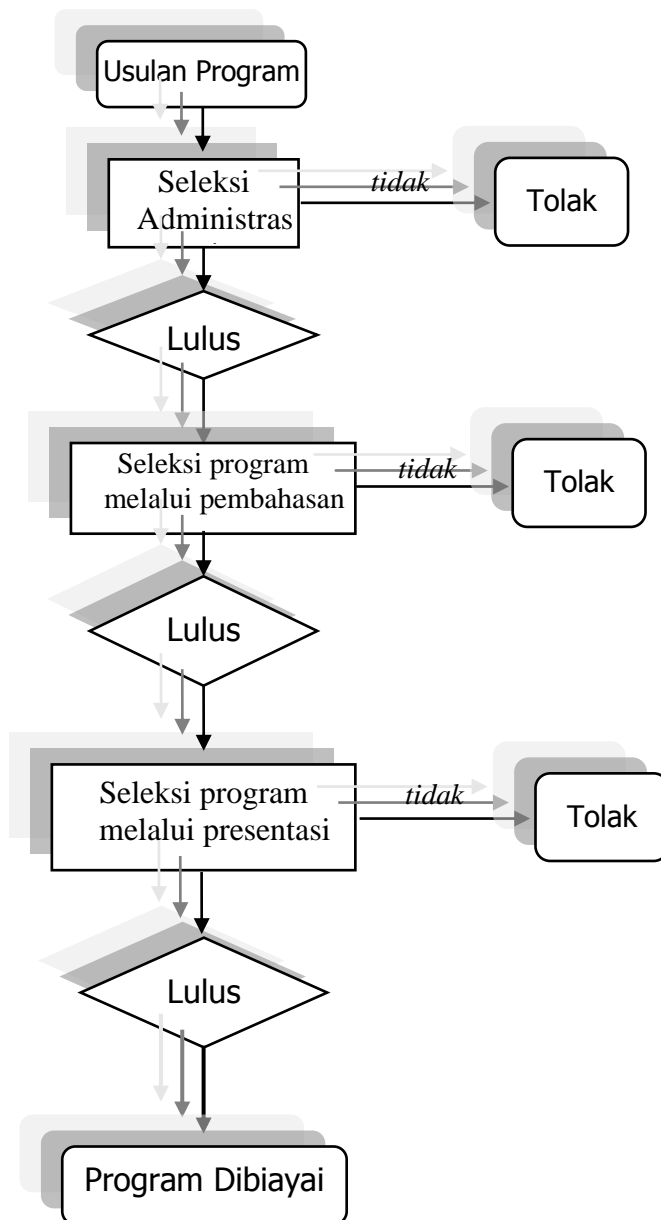 Usulan Program
Seleksi
Administras
tidak
Tolak
Lulus
Seleksi program
melalui pembahasan
tidak
Tolak
Lulus
Seleksi program
melalui presentasi
tidak
Tolak
Lulus
Program Dibiayai